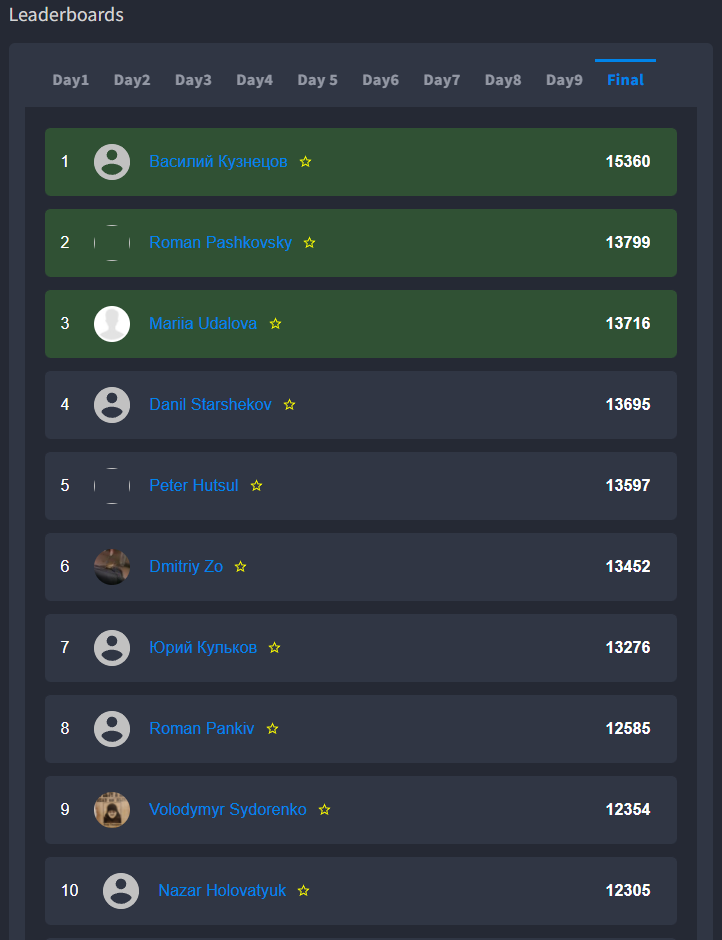 Leaderboards
Day1 Day2 Day3 Day4 Day 5 Day6 Day7 Day8 Day9 Final
1 Василий Кузнецов 15360
2 Roman Pashkovsky 13799
3 Mariia Udalova 13716
4 Danil Starshekov 13695
5 Peter Hutsul 13597
6 Dmitriy Zo 13452
7 Юрий Кульков 13276
8 Roman Pankiv 12585
9 Volodymyr Sydorenko 12354
10 Nazar Holovatyuk 12305